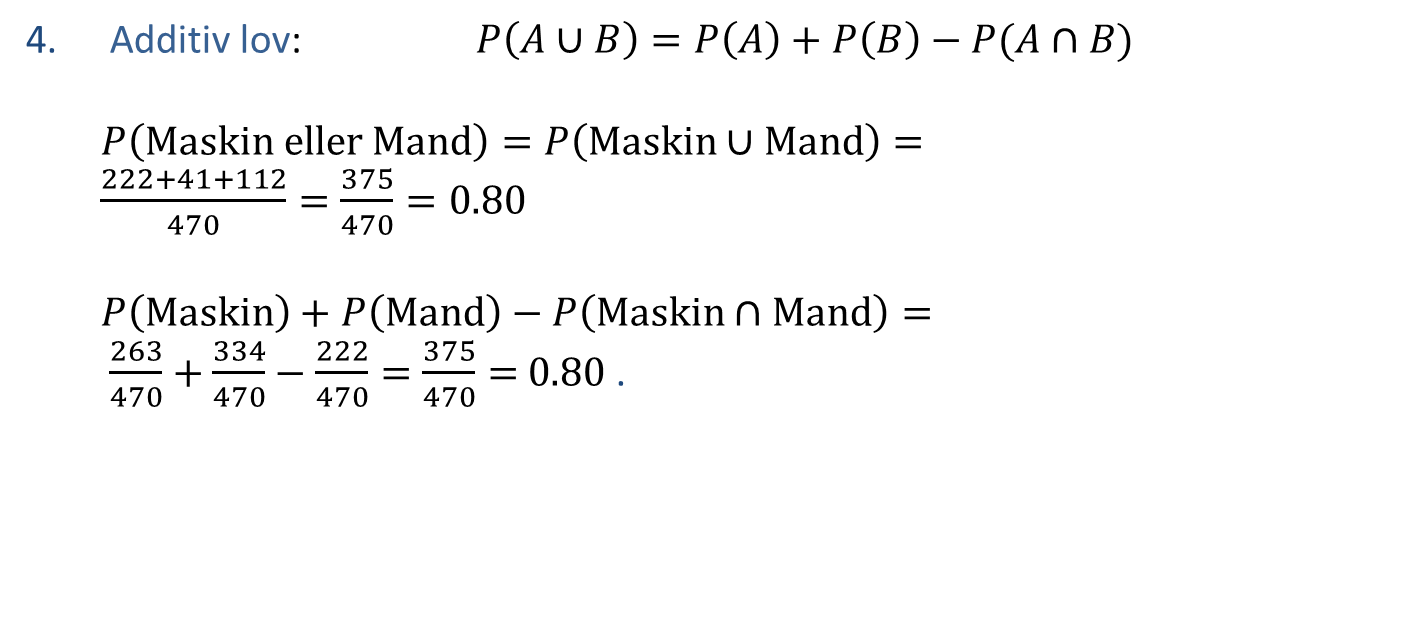 4. Additiv lov: P(A ∪ B) = P(A) + P(B) − P(A ∩ B)
P(Maskin eller Mand) = P(Maskin ∪ Mand) =
222+41+112/470 = 375/470 = 0.80
P(Maskin) + P(Mand) − P(Maskin ∩ Mand) =
263/470 + 334/470 − 222/470 = 375/470 = 0.80 .